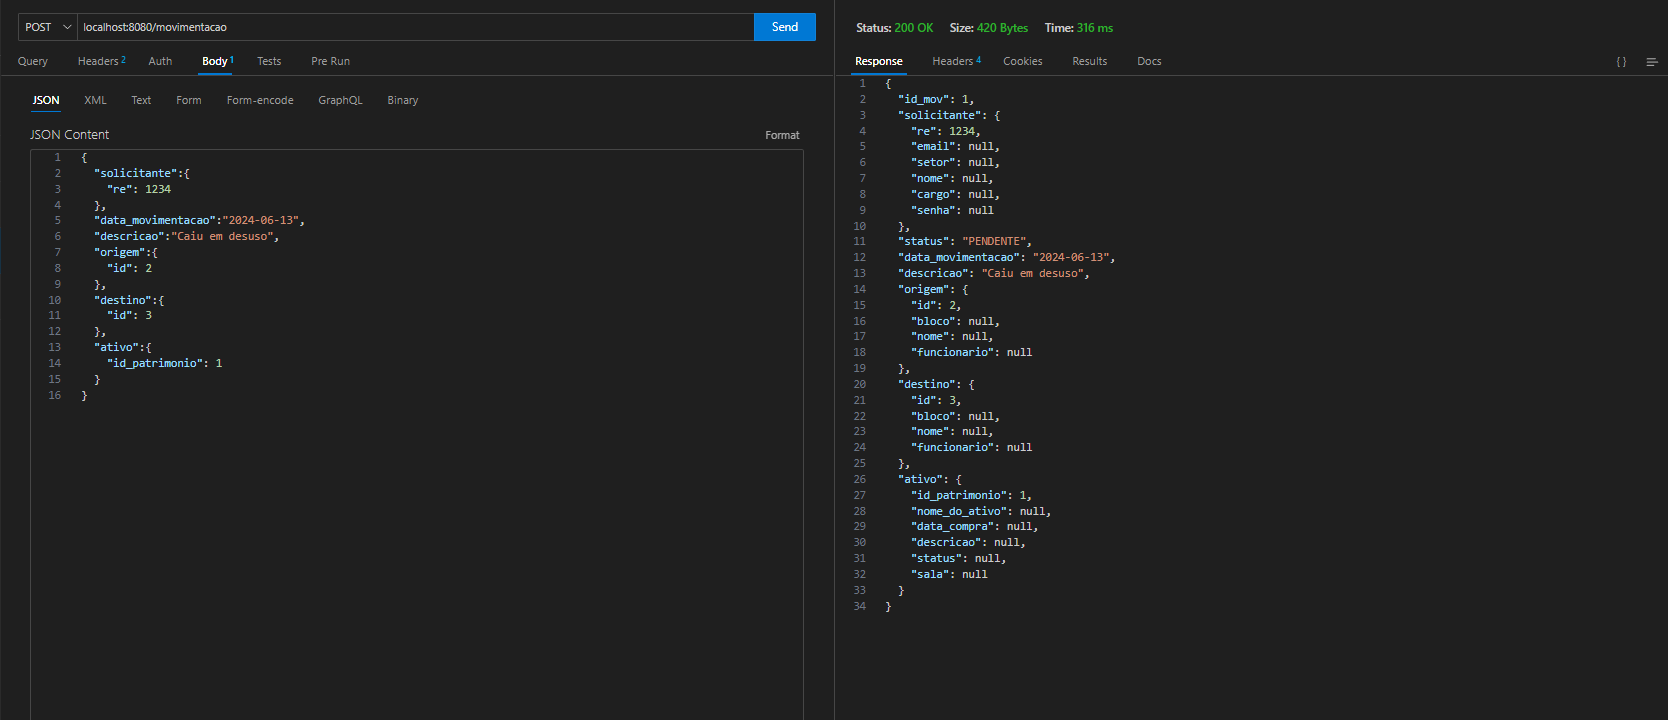 POST localhost:8080/movimentacao Send
Query Headers 2 Auth Body 1 Tests Pre Run
JSON XML Text Form Form-encode GraphQL Binary
JSON Content Format
1 {
2 "solicitante":{
3 "re": 1234
4 },
5 "data_movimentacao":"2024-06-13",
6 "descricao":"Caiu em desuso",
7 "origem":{
8 "id": 2
9 },
10 "destino":{
11 "id": 3
12 },
13 "ativo":{
14 "id_patrimonio": 1
15 }
16 }
Status: 200 OK Size: 420 Bytes Time: 316 ms
Response Headers 4 Cookies Results Docs { }
1 {
2 "id_mov": 1,
3 "solicitante": {
4 "re": 1234,
5 "email": null,
6 "setor": null,
7 "nome": null,
8 "cargo": null,
9 "senha": null
10 },
11 "status": "PENDENTE",
12 "data_movimentacao": "2024-06-13",
13 "descricao": "Caiu em desuso",
14 "origem": {
15 "id": 2,
16 "bloco": null,
17 "nome": null,
18 "funcionario": null
19 },
20 "destino": {
21 "id": 3,
22 "bloco": null,
23 "nome": null,
24 "funcionario": null
25 },
26 "ativo": {
27 "id_patrimonio": 1,
28 "nome_do_ativo": null,
29 "data_compra": null,
30 "descricao": null,
31 "status": null,
32 "sala": null
33 }
34 }